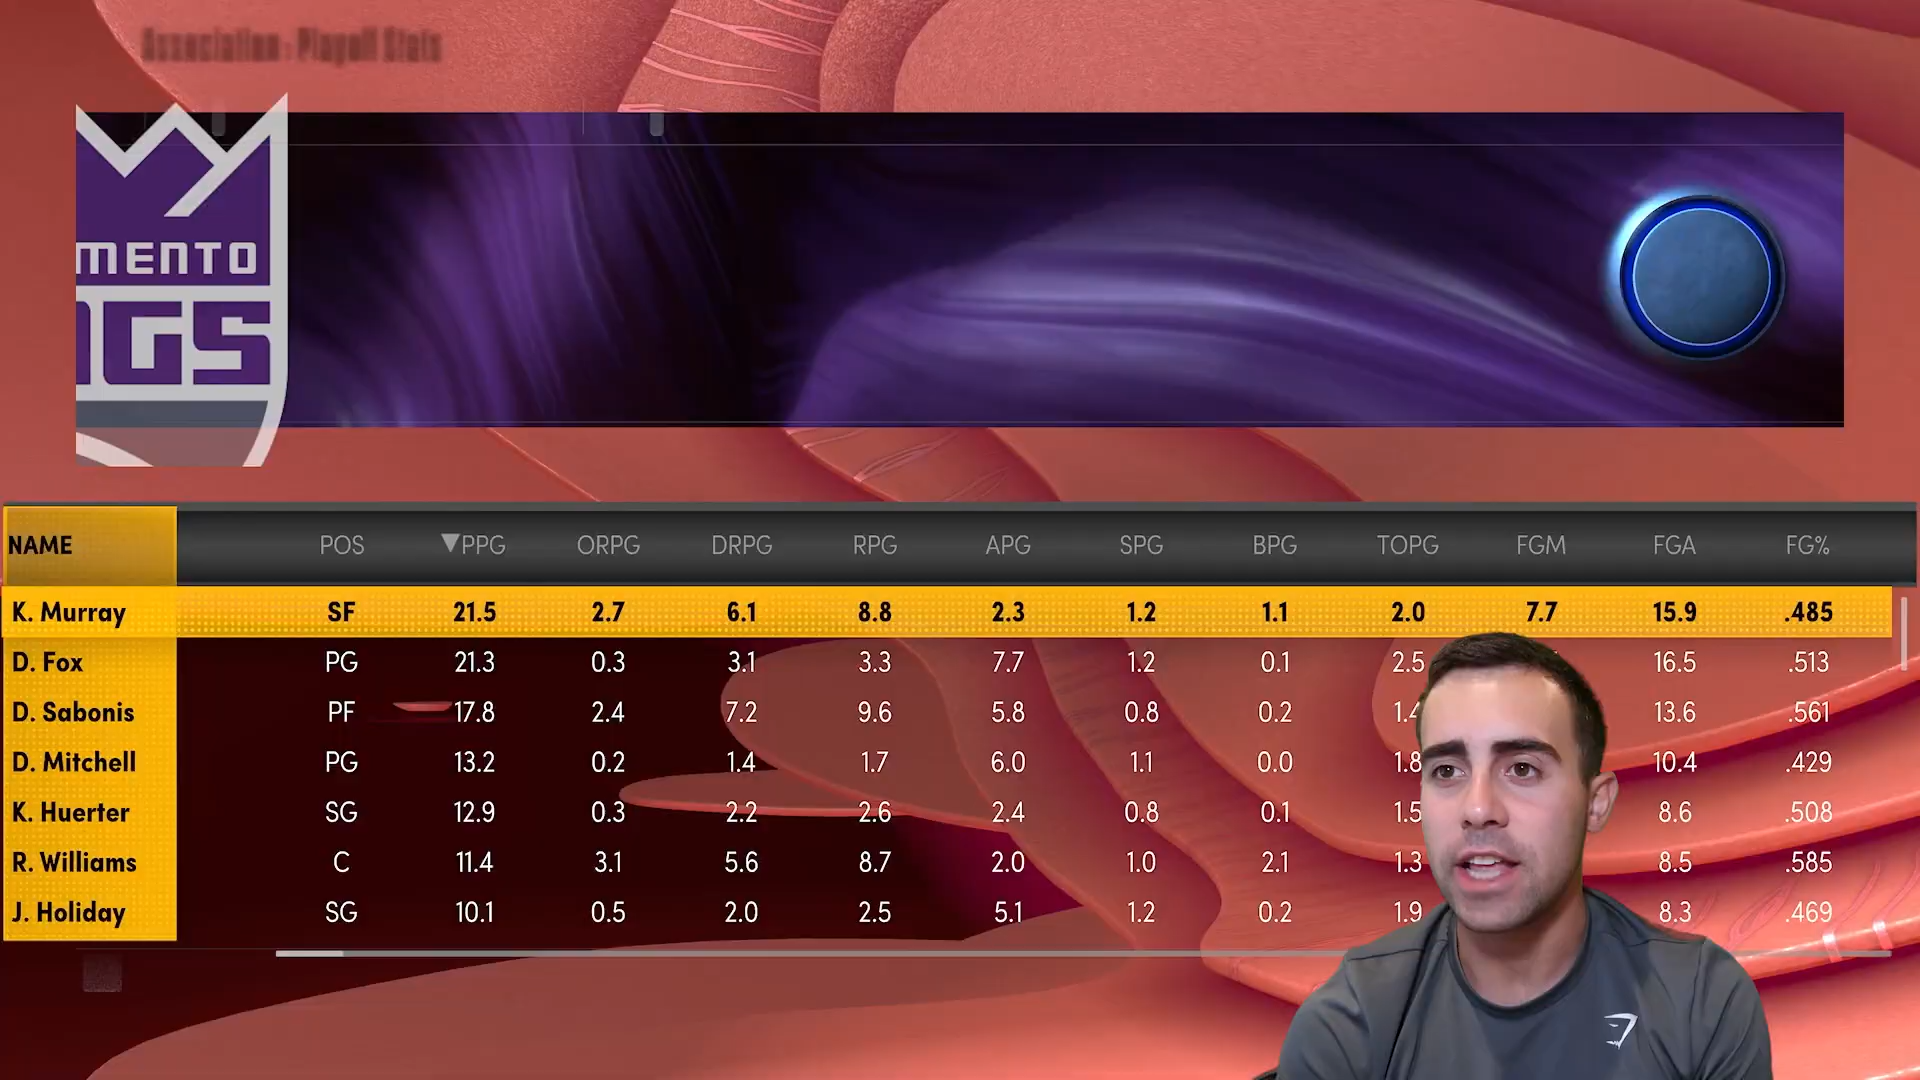 Association - Playoff Stats
MENTO
NGS
NAME POS ▼PPG ORPG DRPG RPG APG SPG BPG TOPG FGM FGA FG%
K. Murray SF 21.5 2.7 6.1 8.8 2.3 1.2 1.1 2.0 7.7 15.9 .485
D. Fox PG 21.3 0.3 3.1 3.3 7.7 1.2 0.1 2.5 16.5 .513
D. Sabonis PF 17.8 2.4 7.2 9.6 5.8 0.8 0.2 1.4 13.6 .561
D. Mitchell PG 13.2 0.2 1.4 1.7 6.0 1.1 0.0 1.8 10.4 .429
K. Huerter SG 12.9 0.3 2.2 2.6 2.4 0.8 0.1 1.5 8.6 .508
R. Williams C 11.4 3.1 5.6 8.7 2.0 1.0 2.1 1.3 8.5 .585
J. Holiday SG 10.1 0.5 2.0 2.5 5.1 1.2 0.2 1.9 8.3 .469